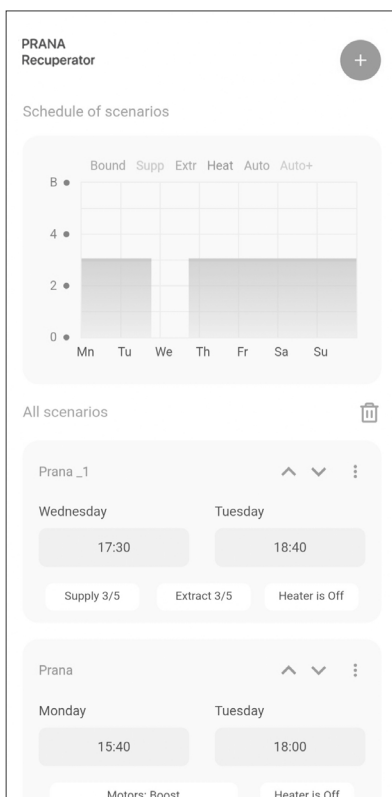 PRANA
Recuperator
+
Schedule of scenarios
Bound Supp Extr Heat Auto Auto+
B
4
2
0
Mn Tu We Th Fr Sa Su
All scenarios
Prana _1
Wednesday Tuesday
17:30 18:40
Supply 3/5 Extract 3/5 Heater is Off
Prana
Monday Tuesday
15:40 18:00
Motors: Boost Heater is Off